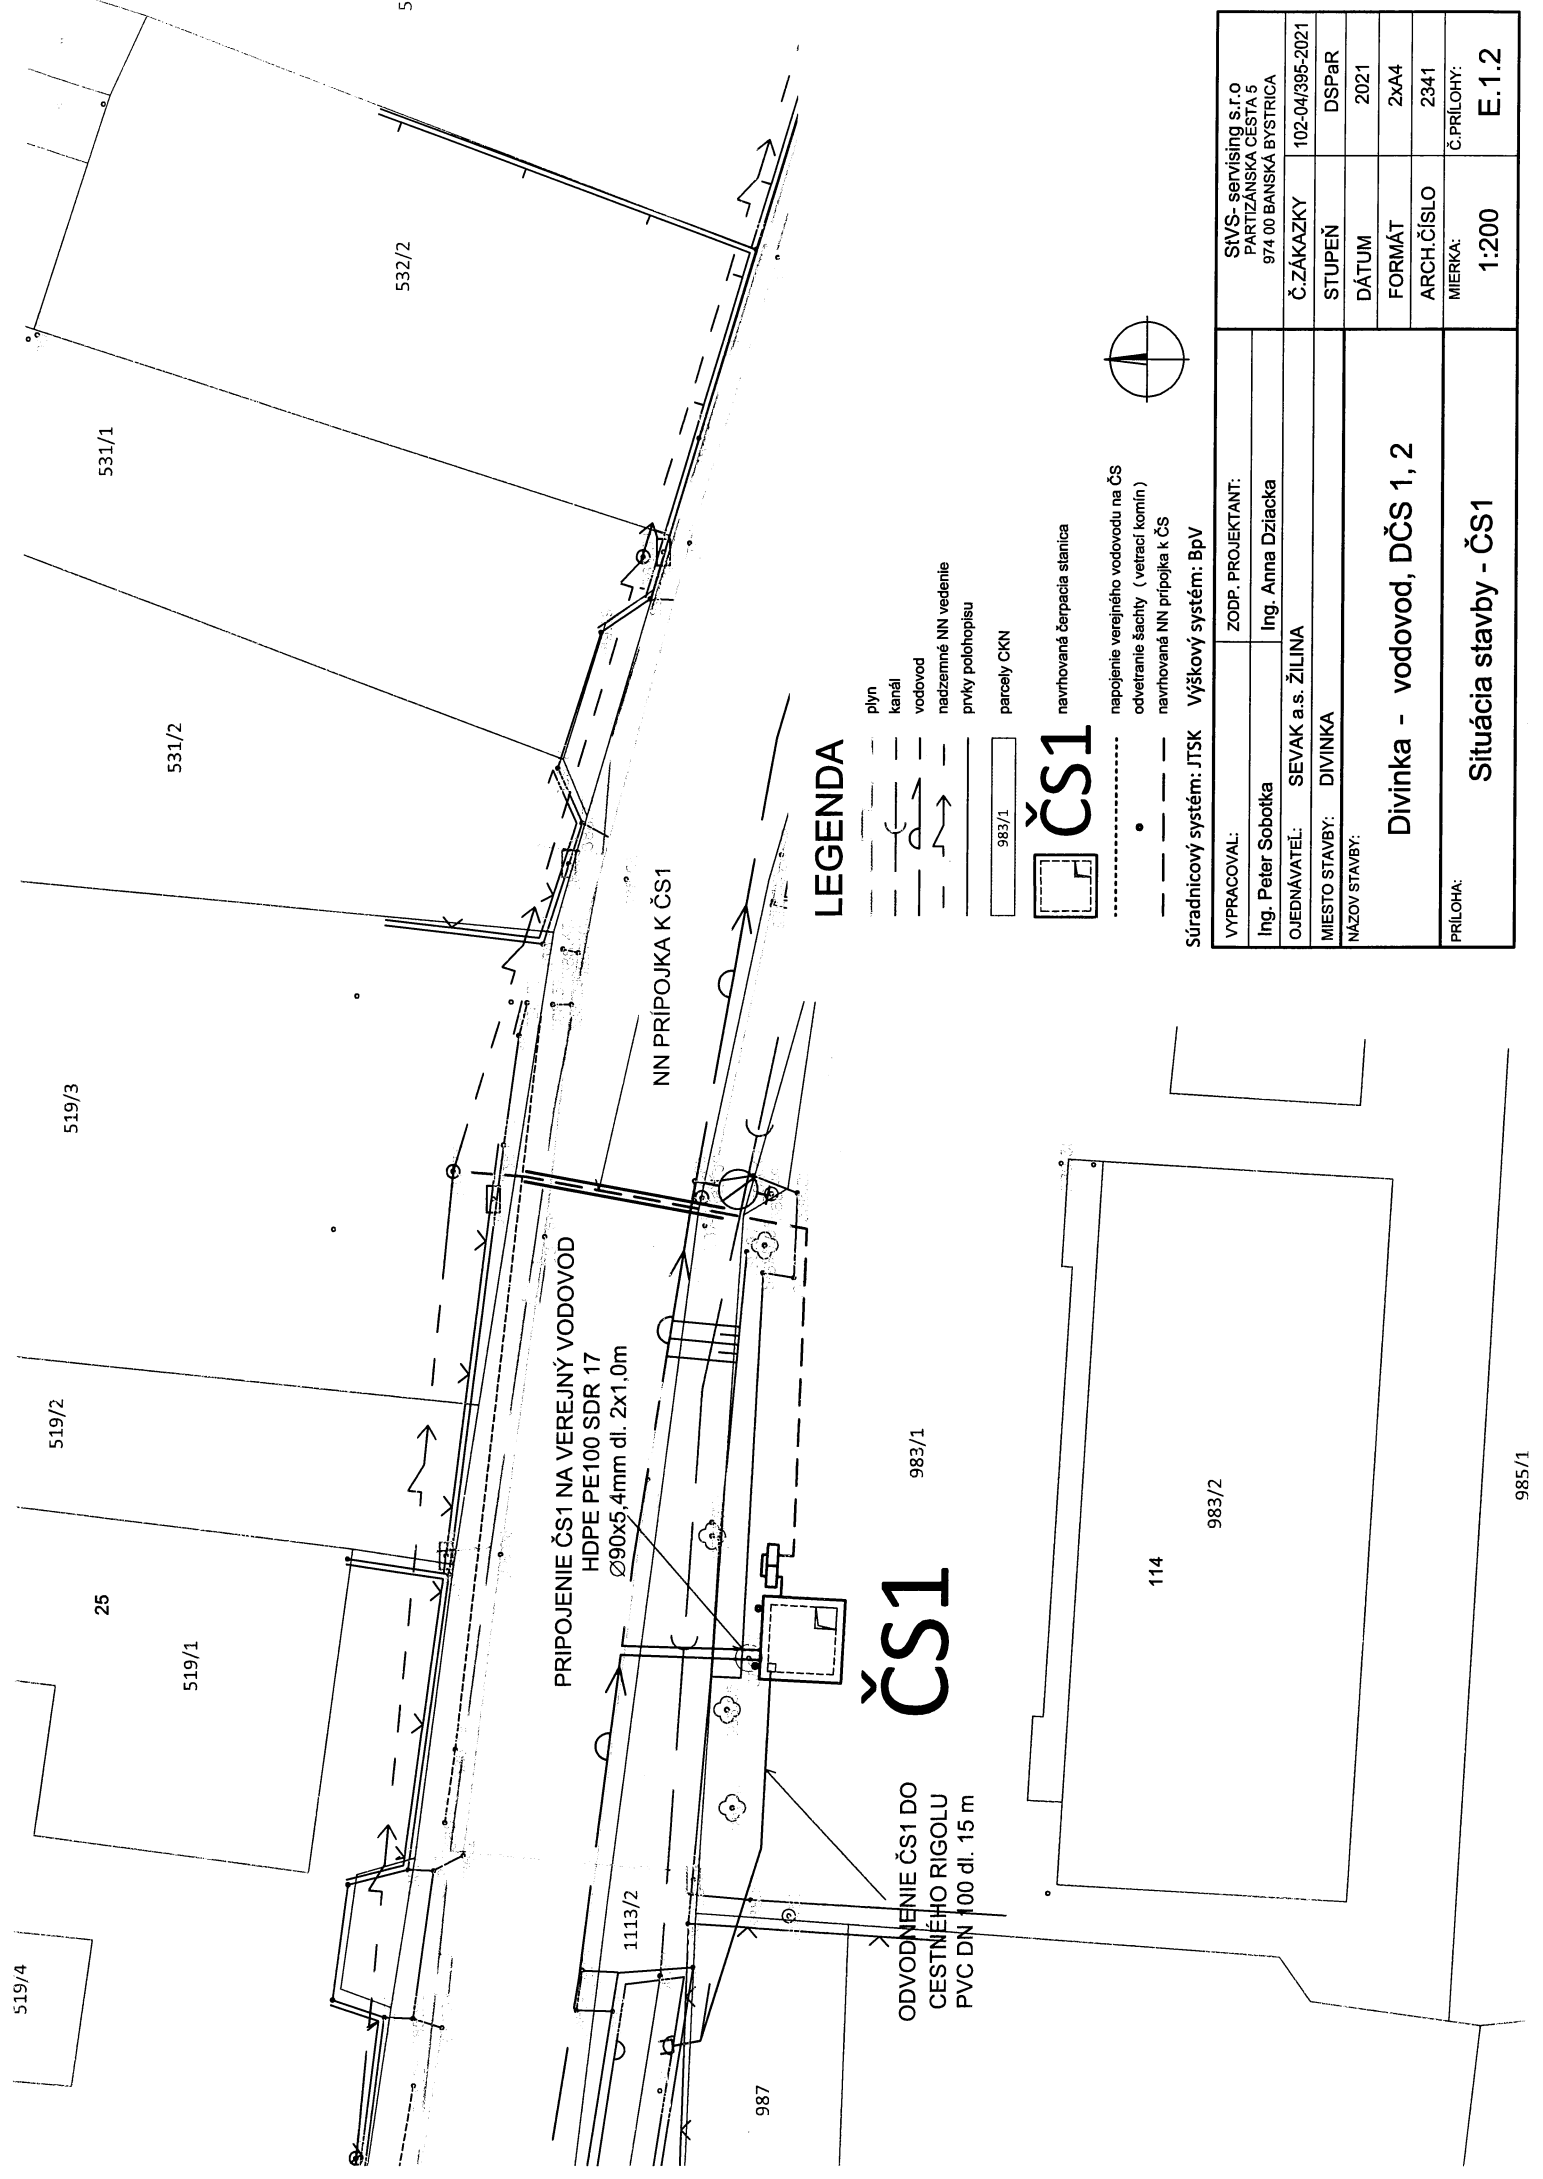 519/4
25
519/1
519/2
519/3
531/2
531/1
532/2
5
1113/2
987
983/1
983/2
114
985/1
PRIPOJENIE ČS1 NA VEREJNÝ VODOVOD
HDPE PE100 SDR 17
Ø90x5,4mm dl. 2x1,0m
NN PRÍPOJKA K ČS1
ČS1
ODVODNENIE ČS1 DO
CESTNÉHO RIGOLU
PVC DN 100 dl. 15 m
LEGENDA
plyn
kanál
vodovod
nadzemné NN vedenie
prvky polohopisu
983/1 parcely CKN
ČS1 navrhovaná čerpacia stanica
napojenie verejného vodovodu na ČS
odvetranie šachty ( vetrací komín )
navrhovaná NN prípojka k ČS
Súradnicový systém: JTSK Výškový systém: BpV
VYPRACOVAL: ZODP. PROJEKTANT:
Ing. Peter Sobotka Ing. Anna Dziacka
OJEDNÁVATEĽ: SEVAK a.s. ŽILINA
MIESTO STAVBY: DIVINKA
NÁZOV STAVBY:
Divinka - vodovod, DČS 1, 2
PRÍLOHA:
Situácia stavby - ČS1
StVS- servising s.r.o
PARTIZÁNSKA CESTA 5
974 00 BANSKÁ BYSTRICA
Č.ZÁKAZKY 102-04/395-2021
STUPEŇ DSPaR
DÁTUM 2021
FORMÁT 2xA4
ARCH.ČÍSLO 2341
MIERKA: Č.PRÍLOHY:
1:200 E.1.2